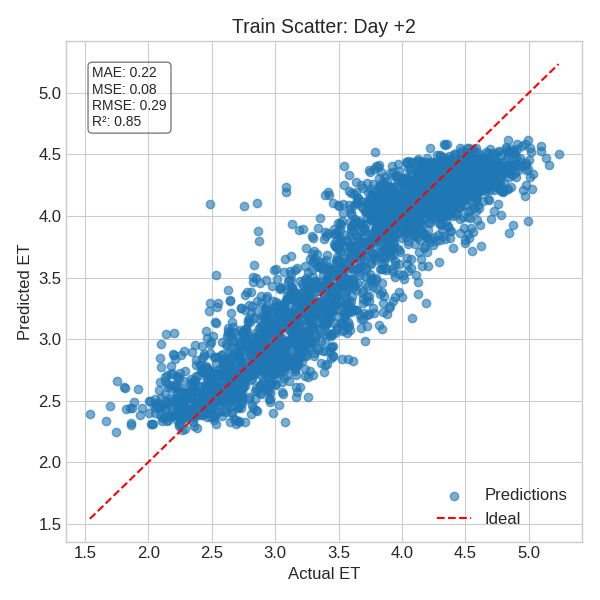 Train Scatter: Day +2
MAE: 0.22
MSE: 0.08
RMSE: 0.29
R²: 0.85
Predicted ET
5.0
4.5
4.0
3.5
3.0
2.5
2.0
1.5
Predictions
Ideal
1.5 2.0 2.5 3.0 3.5 4.0 4.5 5.0
Actual ET